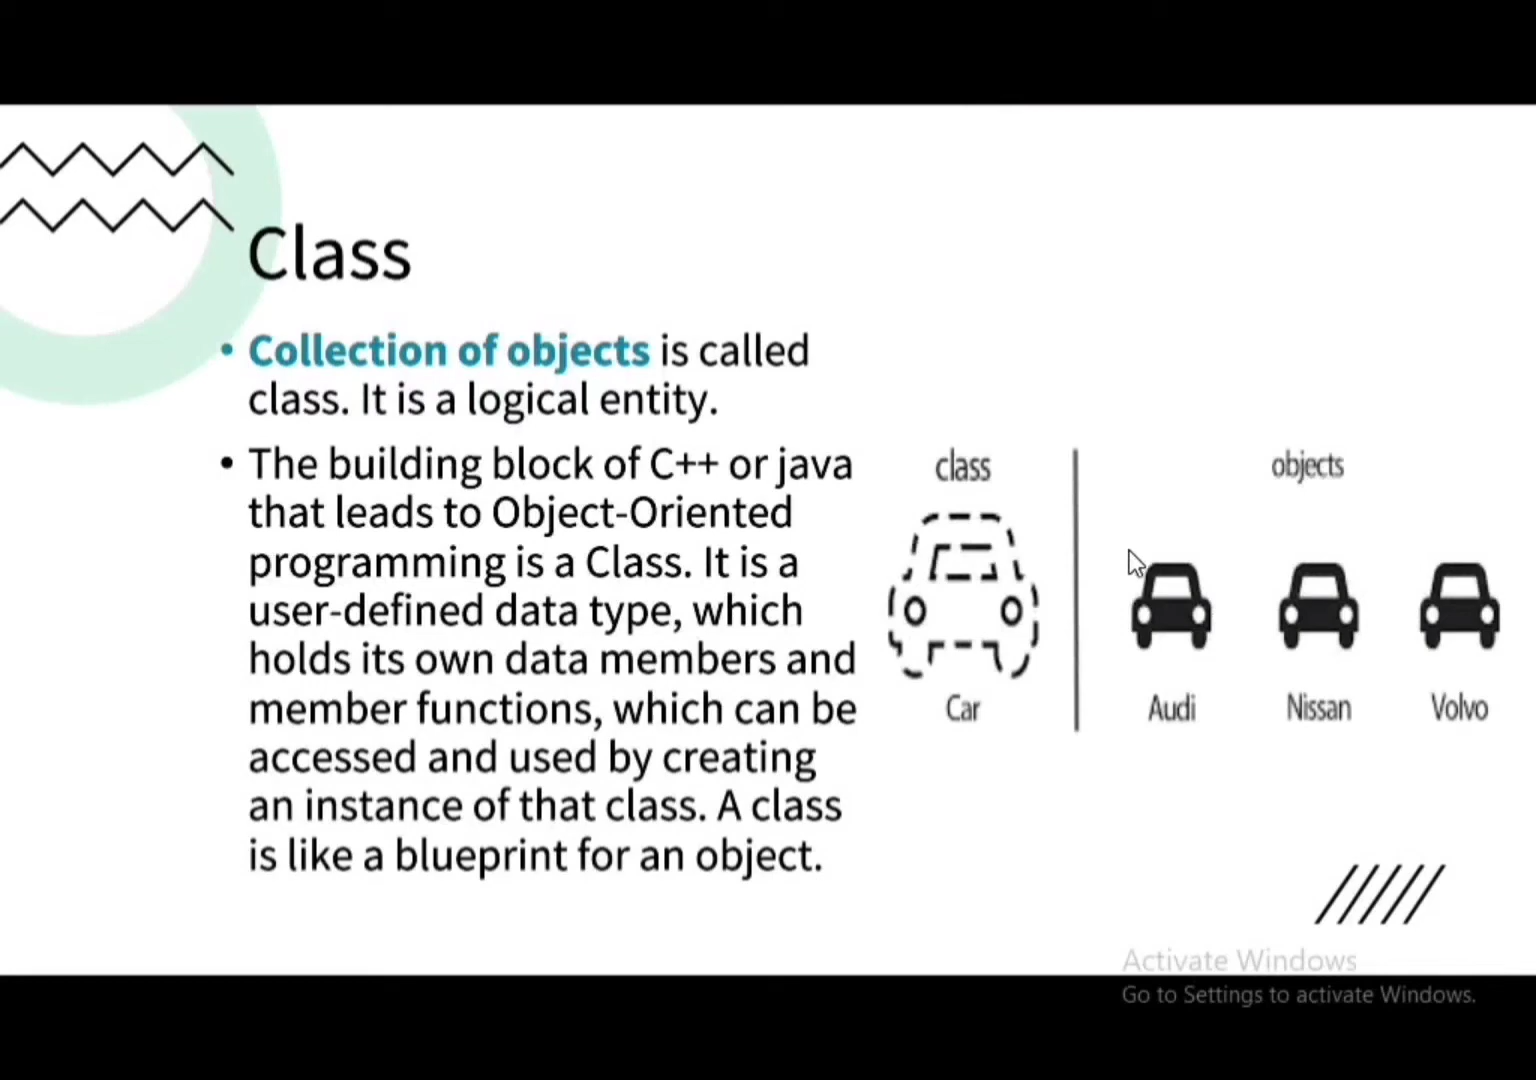 Class
• Collection of objects is called
class. It is a logical entity.
• The building block of C++ or java
that leads to Object-Oriented
programming is a Class. It is a
user-defined data type, which
holds its own data members and
member functions, which can be
accessed and used by creating
an instance of that class. A class
is like a blueprint for an object.
class
Car
objects
Audi Nissan Volvo
Activate Windows
Go to Settings to activate Windows.